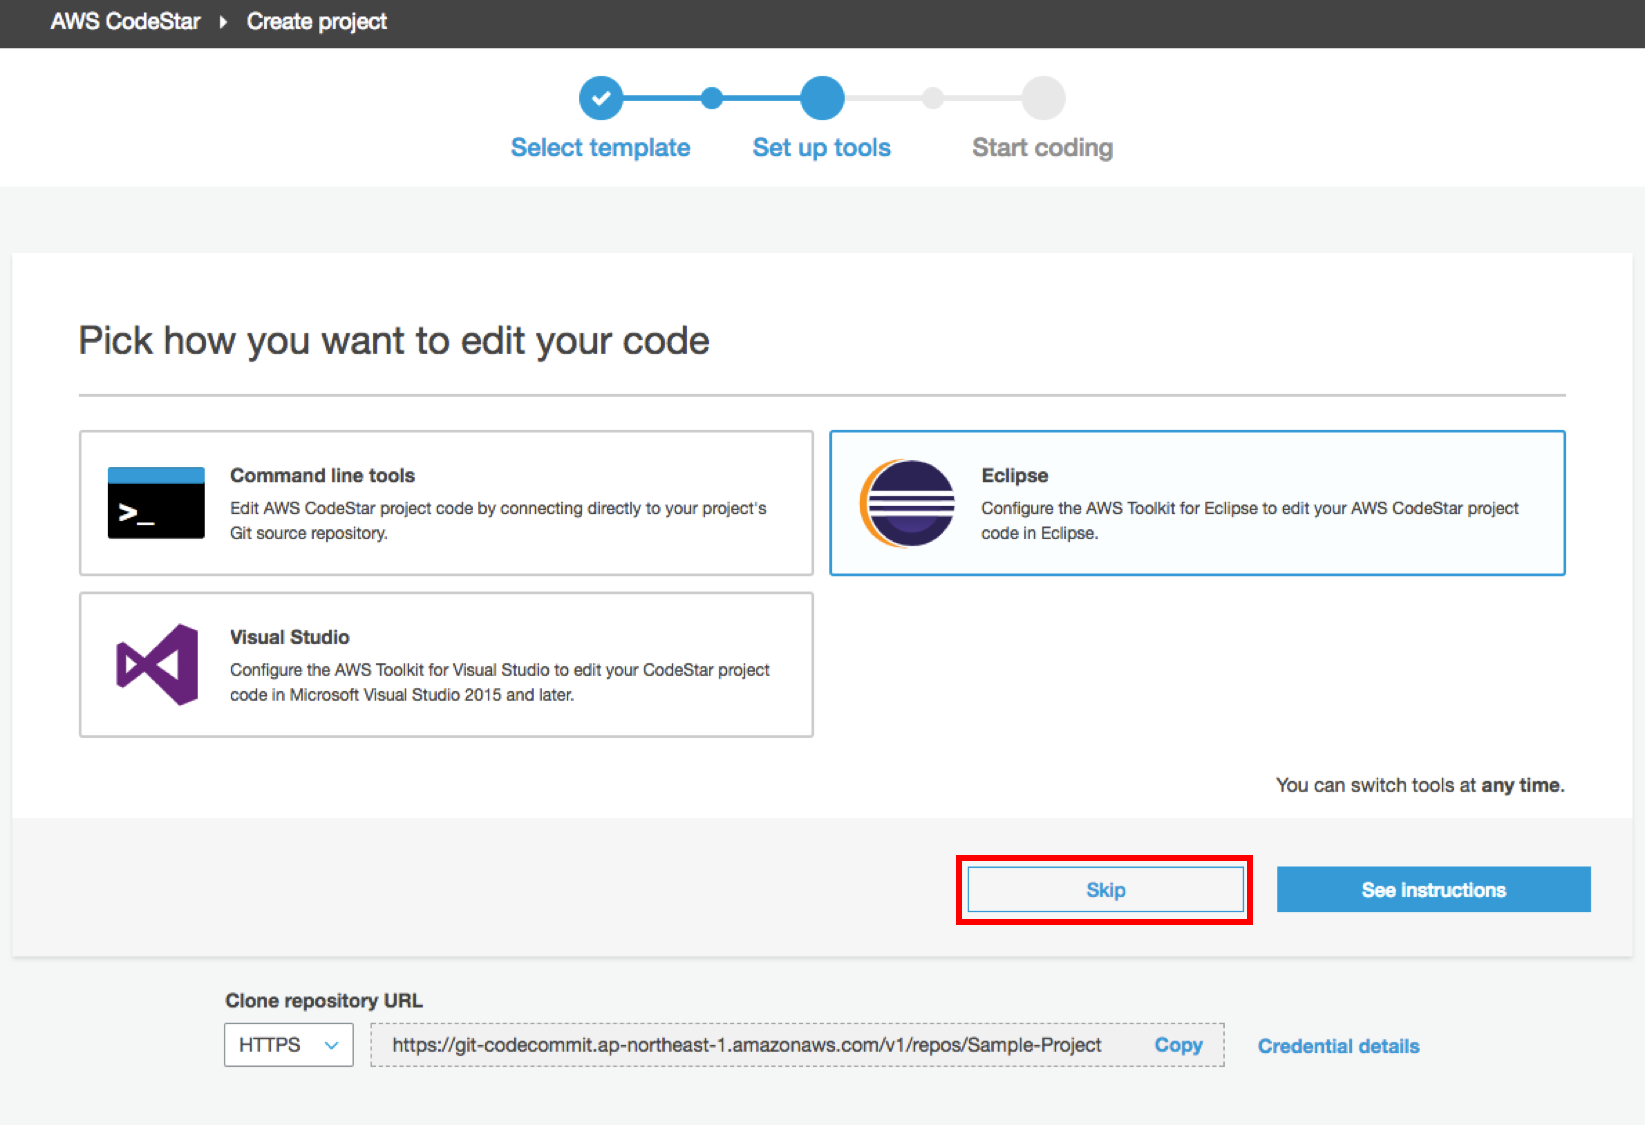 AWS CodeStar Create project
Select template
Set up tools
Start coding
Pick how you want to edit your code
>_
Command line tools
Edit AWS CodeStar project code by connecting directly to your project's
Git source repository.
Eclipse
Configure the AWS Toolkit for Eclipse to edit your AWS CodeStar project
code in Eclipse.
Visual Studio
Configure the AWS Toolkit for Visual Studio to edit your CodeStar project
code in Microsoft Visual Studio 2015 and later.
You can switch tools at any time.
Skip
See instructions
Clone repository URL
HTTPS
https://git-codecommit.ap-northeast-1.amazonaws.com/v1/repos/Sample-Project
Copy
Credential details